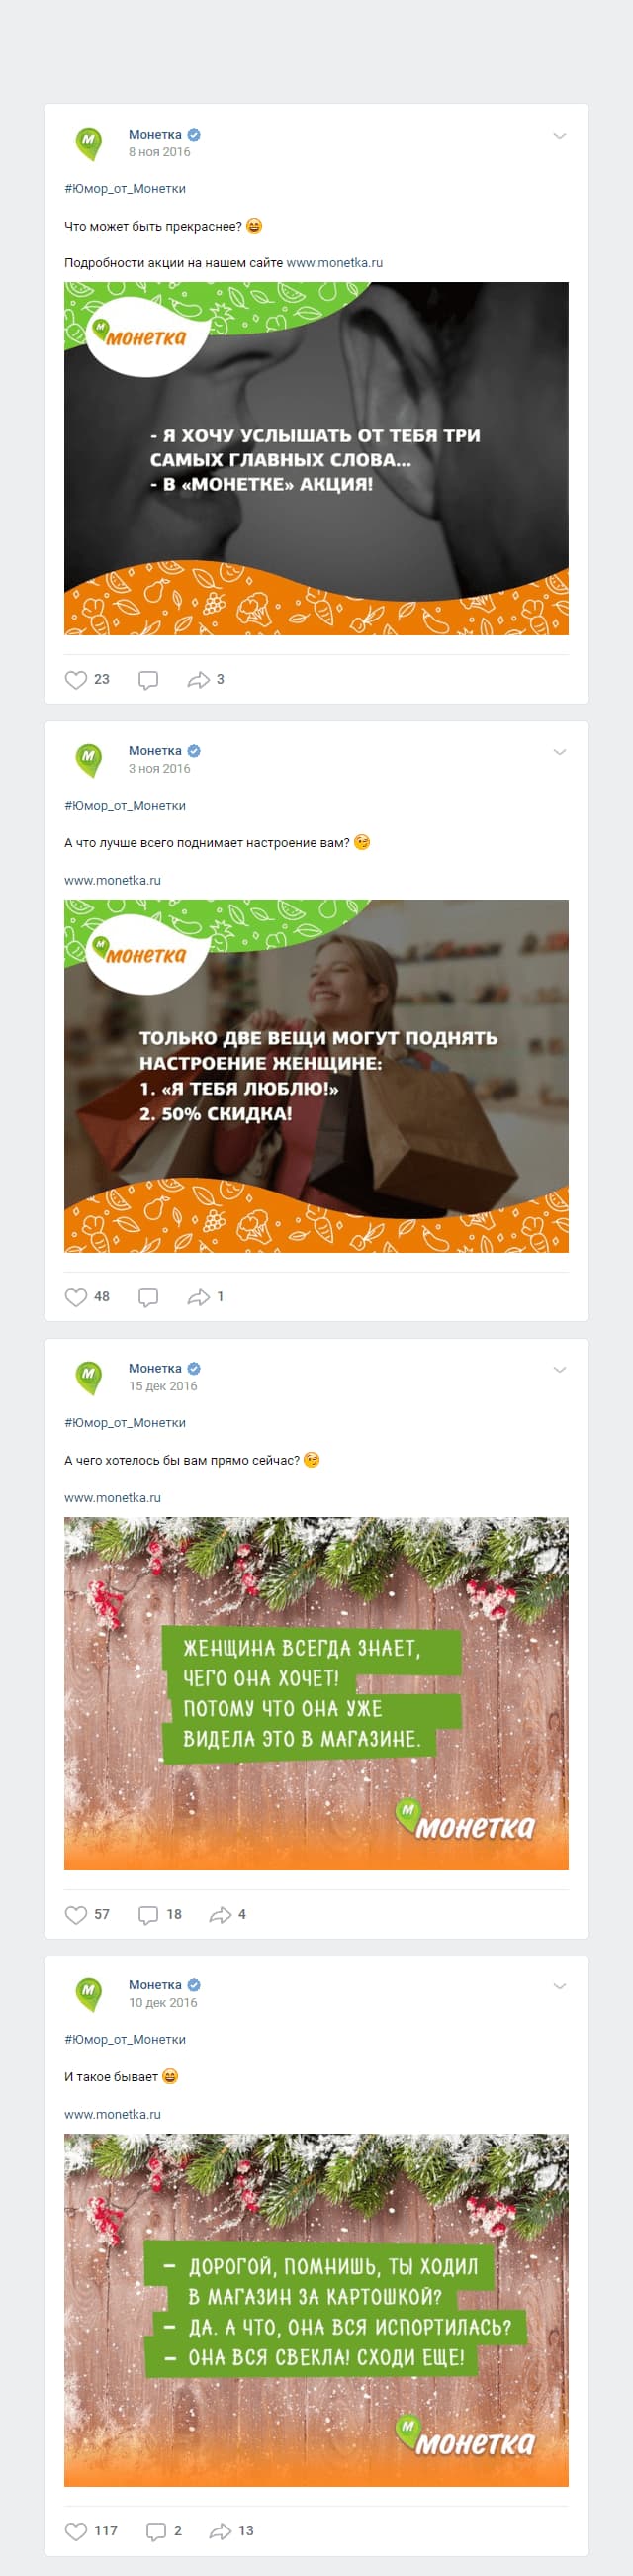 Монетка
8 ноя 2016
#Юмор_от_Монетки
Что может быть прекраснее? 😄
Подробности акции на нашем сайте www.monetka.ru
М
МОНЕТКА
- Я ХОЧУ УСЛЫШАТЬ ОТ ТЕБЯ ТРИ
САМЫХ ГЛАВНЫХ СЛОВА...
- В «МОНЕТКЕ» АКЦИЯ!
23 3
Монетка
3 ноя 2016
#Юмор_от_Монетки
А что лучше всего поднимает настроение вам? 😉
www.monetka.ru
М
МОНЕТКА
ТОЛЬКО ДВЕ ВЕЩИ МОГУТ ПОДНЯТЬ
НАСТРОЕНИЕ ЖЕНЩИНЕ:
1. «Я ТЕБЯ ЛЮБЛЮ!»
2. 50% СКИДКА!
48 1
Монетка
15 дек 2016
#Юмор_от_Монетки
А чего хотелось бы вам прямо сейчас? 😉
www.monetka.ru
ЖЕНЩИНА ВСЕГДА ЗНАЕТ,
ЧЕГО ОНА ХОЧЕТ!
ПОТОМУ ЧТО ОНА УЖЕ
ВИДЕЛА ЭТО В МАГАЗИНЕ.
М
МОНЕТКА
57 18 4
Монетка
10 дек 2016
#Юмор_от_Монетки
И такое бывает 😄
www.monetka.ru
– ДОРОГОЙ, ПОМНИШЬ, ТЫ ХОДИЛ
В МАГАЗИН ЗА КАРТОШКОЙ?
– ДА. А ЧТО, ОНА ВСЯ ИСПОРТИЛАСЬ?
– ОНА ВСЯ СВЕКЛА! СХОДИ ЕЩЕ!
М
МОНЕТКА
117 2 13